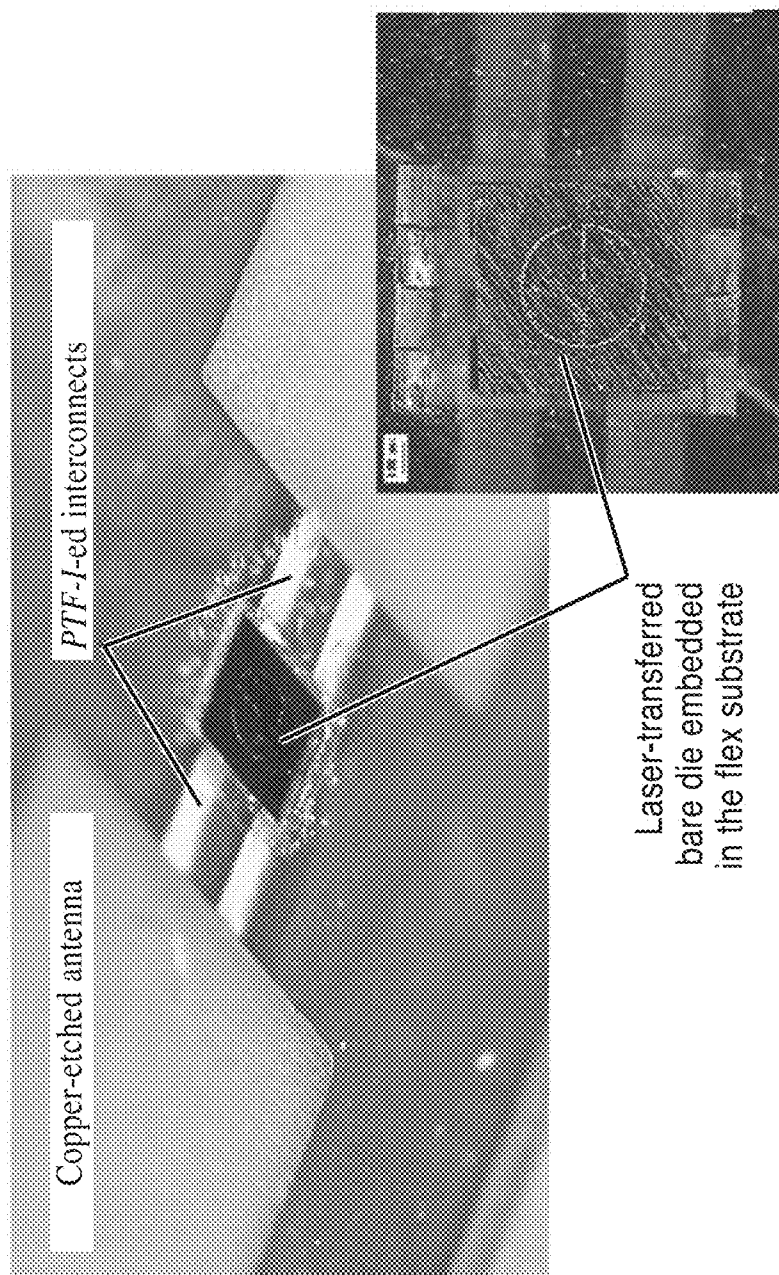 Copper-etched antenna
PTF-I-ed interconnects
Laser-transferred
bare die embedded
in the flex substrate